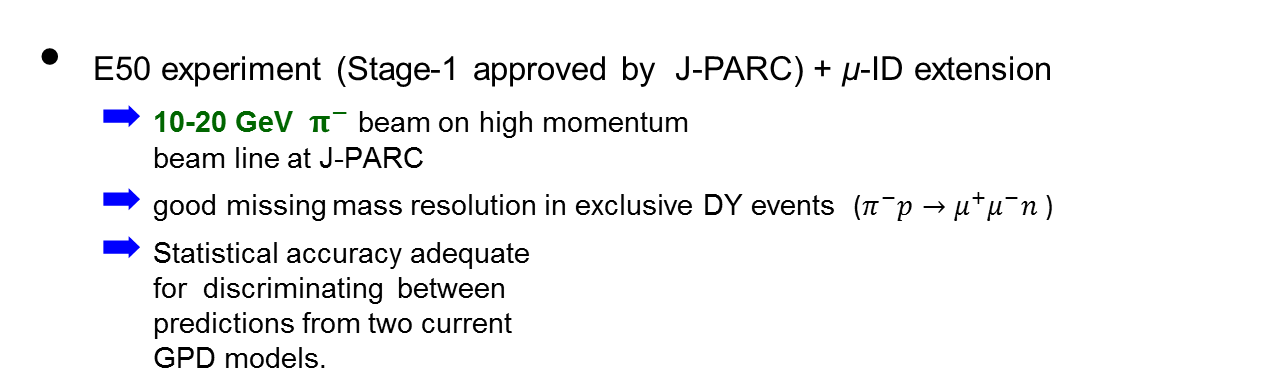 • E50 experiment (Stage-1 approved by J-PARC) + μ-ID extension
10-20 GeV π⁻ beam on high momentum
beam line at J-PARC
good missing mass resolution in exclusive DY events (π⁻p → μ⁺μ⁻n )
Statistical accuracy adequate
for discriminating between
predictions from two current
GPD models.